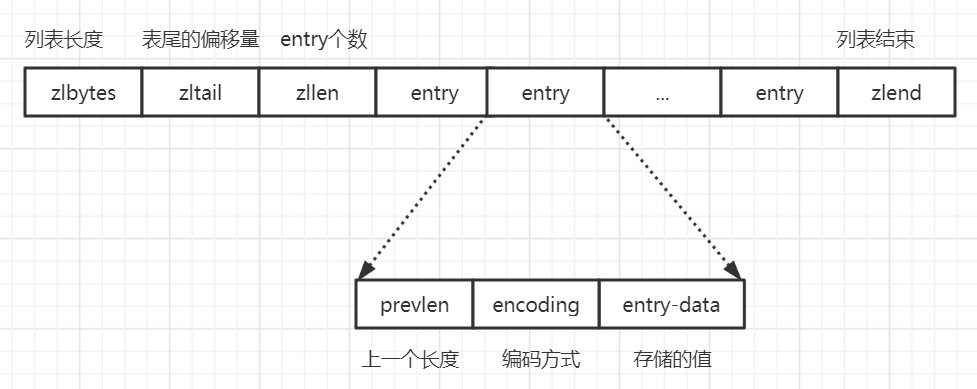 列表长度 表尾的偏移量 entry个数 列表结束
zlbytes zltail zllen entry entry ... entry zlend
prevlen encoding entry-data
上一个长度 编码方式 存储的值